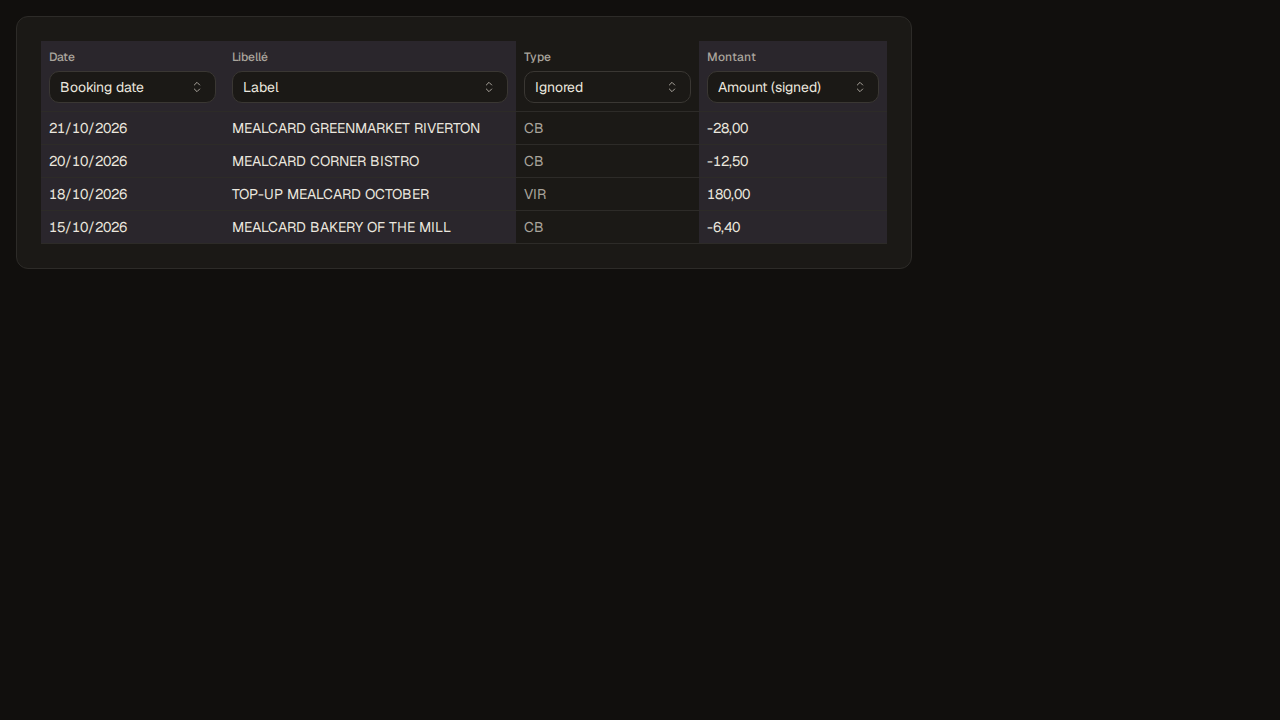 Date Libellé Type Montant
Booking date Label Ignored Amount (signed)
21/10/2026 MEALCARD GREENMARKET RIVERTON CB -28,00
20/10/2026 MEALCARD CORNER BISTRO CB -12,50
18/10/2026 TOP-UP MEALCARD OCTOBER VIR 180,00
15/10/2026 MEALCARD BAKERY OF THE MILL CB -6,40